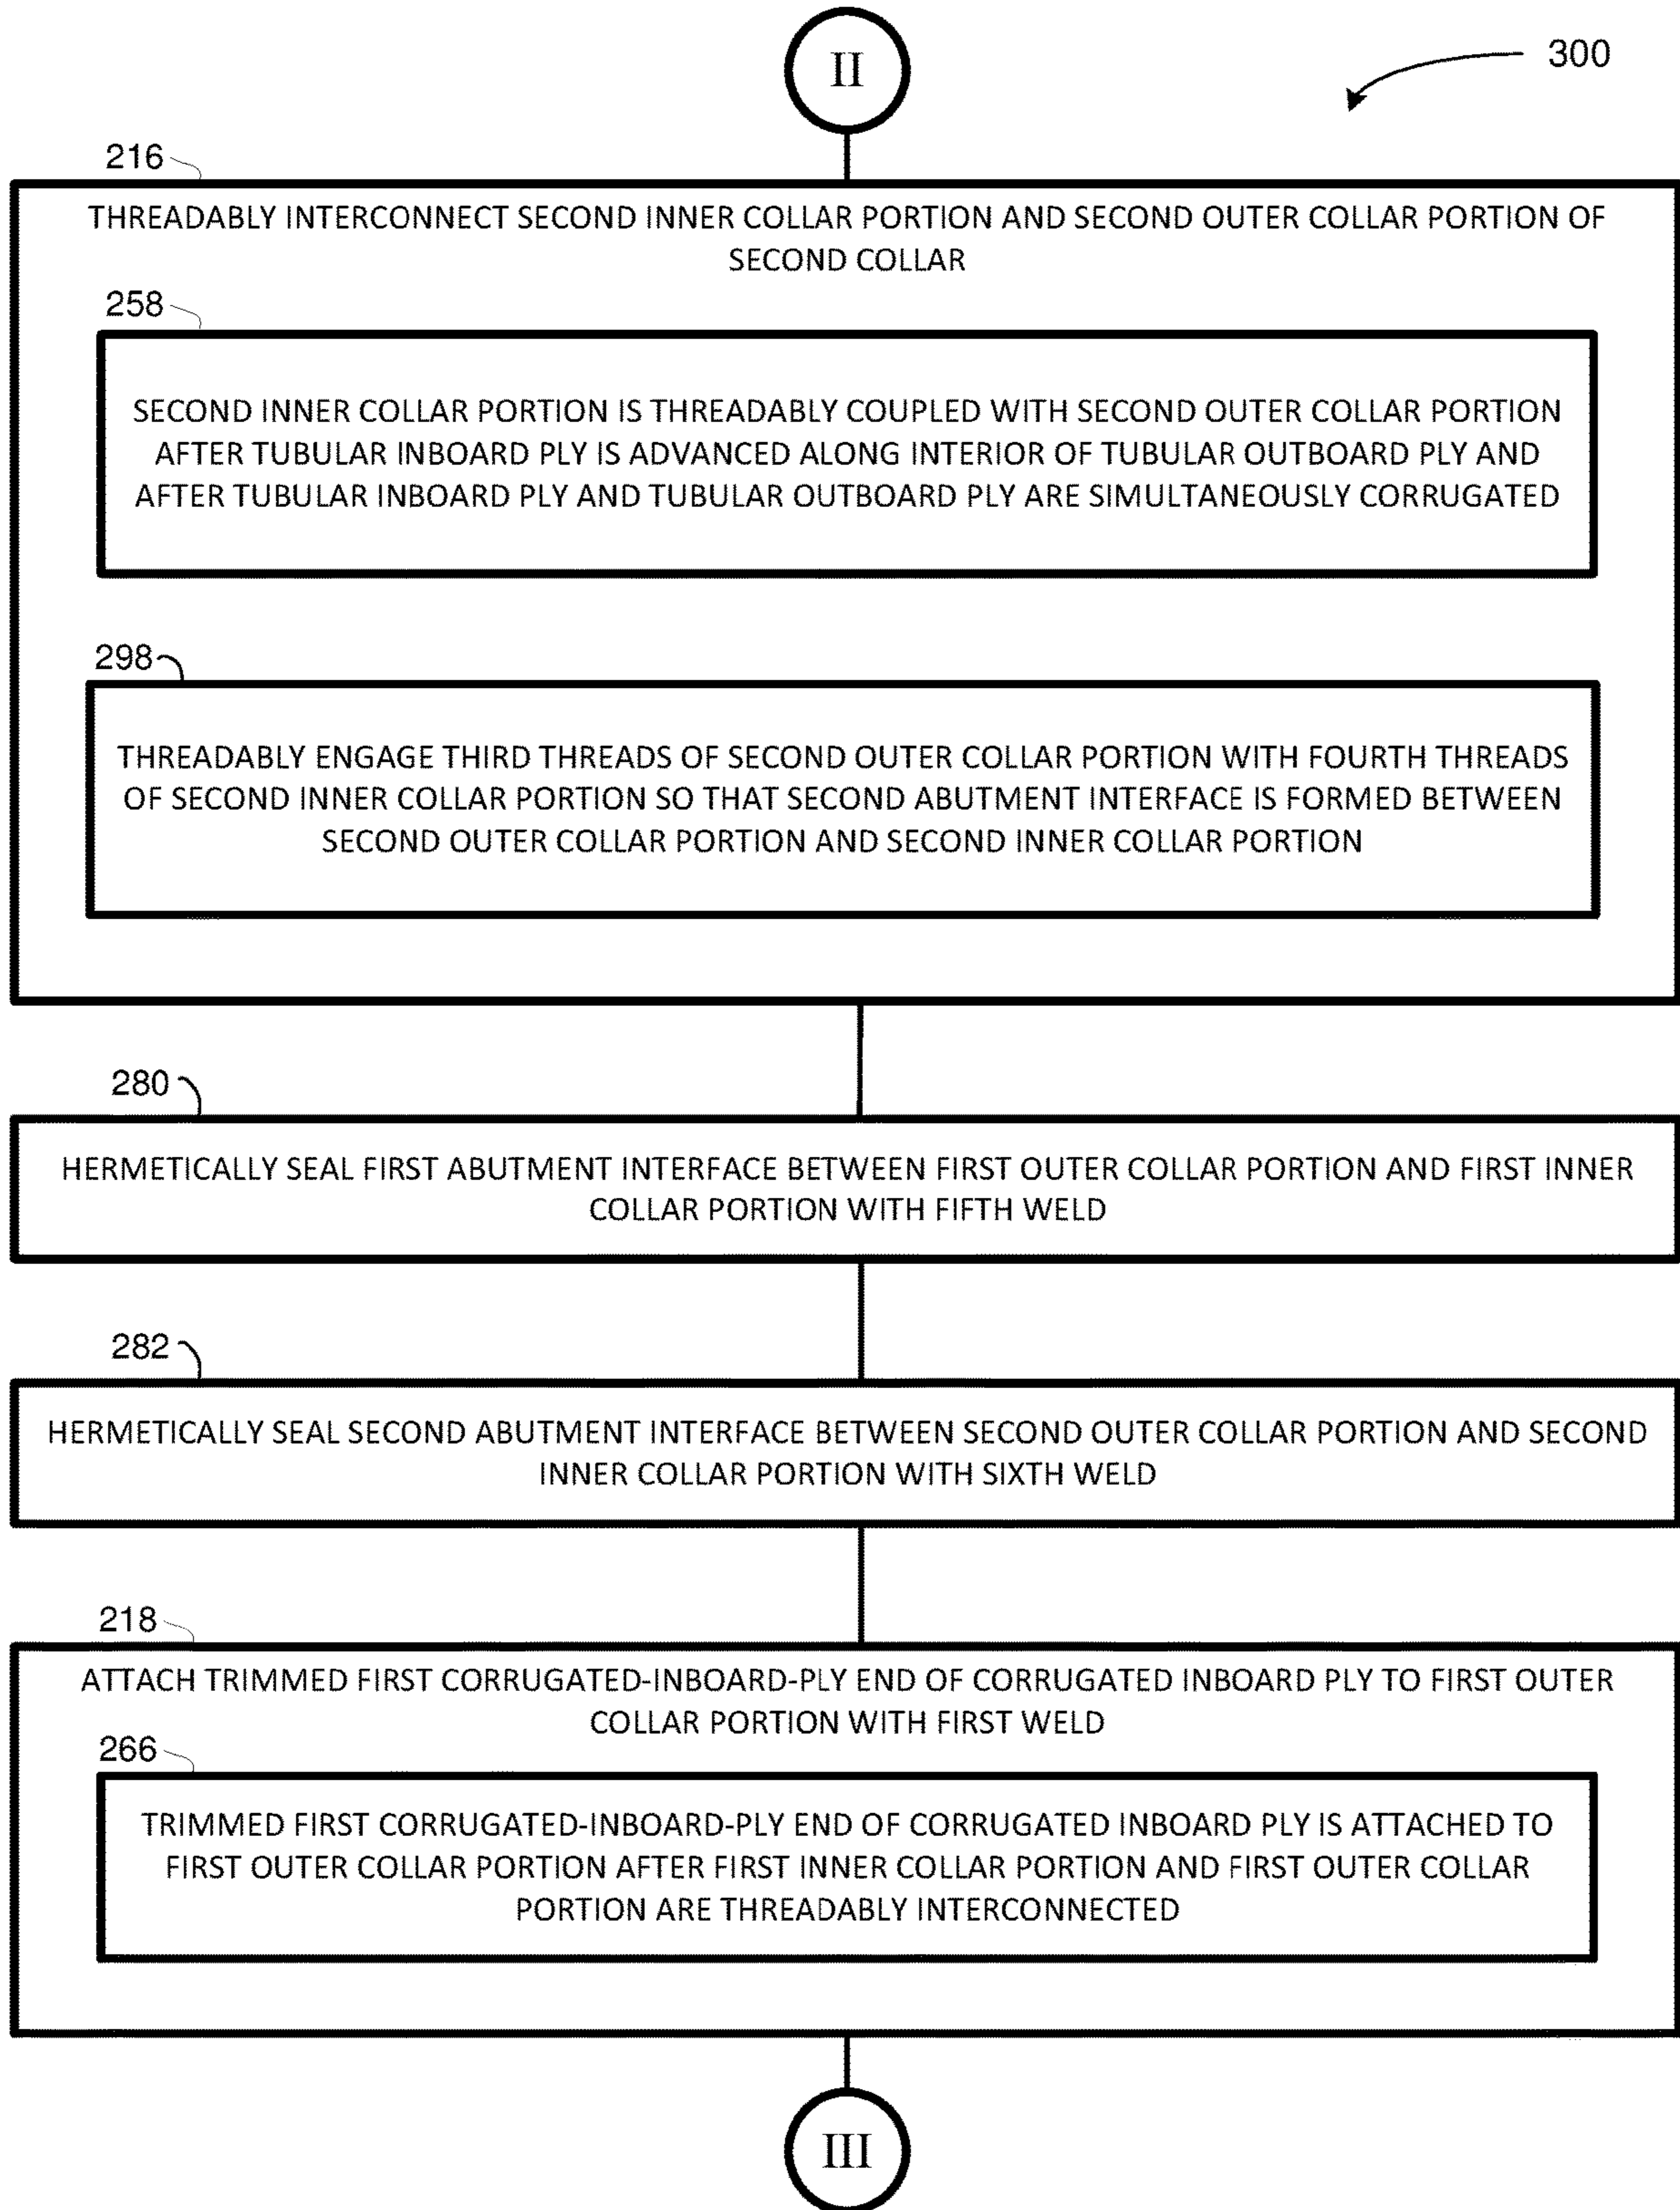 II
300
216
THREADABLY INTERCONNECT SECOND INNER COLLAR PORTION AND SECOND OUTER COLLAR PORTION OF
SECOND COLLAR
258
SECOND INNER COLLAR PORTION IS THREADABLY COUPLED WITH SECOND OUTER COLLAR PORTION
AFTER TUBULAR INBOARD PLY IS ADVANCED ALONG INTERIOR OF TUBULAR OUTBOARD PLY AND
AFTER TUBULAR INBOARD PLY AND TUBULAR OUTBOARD PLY ARE SIMULTANEOUSLY CORRUGATED
298
THREADABLY ENGAGE THIRD THREADS OF SECOND OUTER COLLAR PORTION WITH FOURTH THREADS
OF SECOND INNER COLLAR PORTION SO THAT SECOND ABUTMENT INTERFACE IS FORMED BETWEEN
SECOND OUTER COLLAR PORTION AND SECOND INNER COLLAR PORTION
280
HERMETICALLY SEAL FIRST ABUTMENT INTERFACE BETWEEN FIRST OUTER COLLAR PORTION AND FIRST INNER
COLLAR PORTION WITH FIFTH WELD
282
HERMETICALLY SEAL SECOND ABUTMENT INTERFACE BETWEEN SECOND OUTER COLLAR PORTION AND SECOND
INNER COLLAR PORTION WITH SIXTH WELD
218
ATTACH TRIMMED FIRST CORRUGATED-INBOARD-PLY END OF CORRUGATED INBOARD PLY TO FIRST OUTER
COLLAR PORTION WITH FIRST WELD
266
TRIMMED FIRST CORRUGATED-INBOARD-PLY END OF CORRUGATED INBOARD PLY IS ATTACHED TO
FIRST OUTER COLLAR PORTION AFTER FIRST INNER COLLAR PORTION AND FIRST OUTER COLLAR
PORTION ARE THREADABLY INTERCONNECTED
III